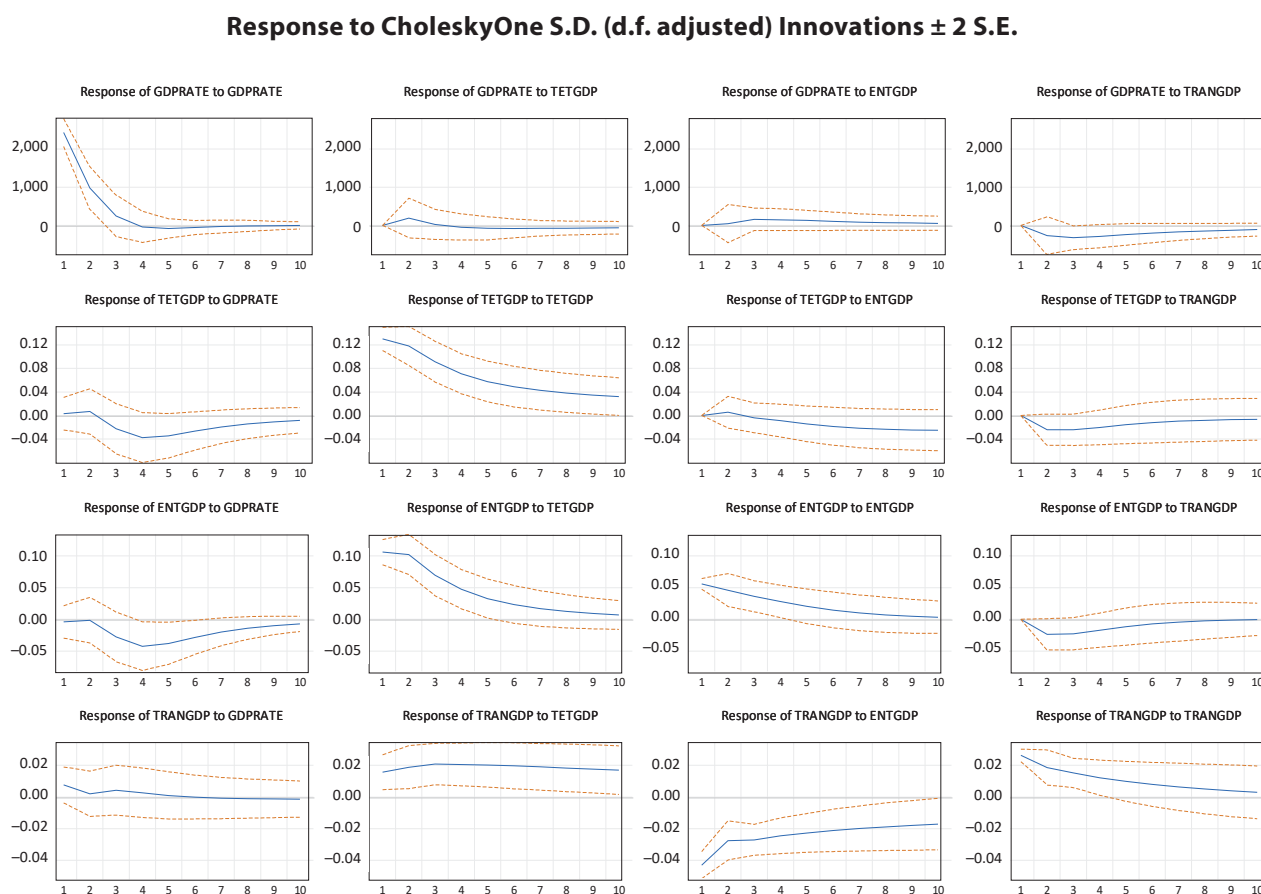 Response to CholeskyOne S.D. (d.f. adjusted) Innovations ± 2 S.E.
Response of GDPRATE to GDPRATE
2,000
1,000
0
1 2 3 4 5 6 7 8 9 10
Response of GDPRATE to TETGDP
2,000
1,000
0
1 2 3 4 5 6 7 8 9 10
Response of GDPRATE to ENTGDP
2,000
1,000
0
1 2 3 4 5 6 7 8 9 10
Response of GDPRATE to TRANGDP
2,000
1,000
0
1 2 3 4 5 6 7 8 9 10
Response of TETGDP to GDPRATE
0.12
0.08
0.04
0.00
−0.04
1 2 3 4 5 6 7 8 9 10
Response of TETGDP to TETGDP
0.12
0.08
0.04
0.00
−0.04
1 2 3 4 5 6 7 8 9 10
Response of TETGDP to ENTGDP
0.12
0.08
0.04
0.00
−0.04
1 2 3 4 5 6 7 8 9 10
Response of TETGDP to TRANGDP
0.12
0.08
0.04
0.00
−0.04
1 2 3 4 5 6 7 8 9 10
Response of ENTGDP to GDPRATE
0.10
0.05
0.00
−0.05
1 2 3 4 5 6 7 8 9 10
Response of ENTGDP to TETGDP
0.10
0.05
0.00
−0.05
1 2 3 4 5 6 7 8 9 10
Response of ENTGDP to ENTGDP
0.10
0.05
0.00
−0.05
1 2 3 4 5 6 7 8 9 10
Response of ENTGDP to TRANGDP
0.10
0.05
0.00
−0.05
1 2 3 4 5 6 7 8 9 10
Response of TRANGDP to GDPRATE
0.02
0.00
−0.02
−0.04
1 2 3 4 5 6 7 8 9 10
Response of TRANGDP to TETGDP
0.02
0.00
−0.02
−0.04
1 2 3 4 5 6 7 8 9 10
Response of TRANGDP to ENTGDP
0.02
0.00
−0.02
−0.04
1 2 3 4 5 6 7 8 9 10
Response of TRANGDP to TRANGDP
0.02
0.00
−0.02
−0.04
1 2 3 4 5 6 7 8 9 10